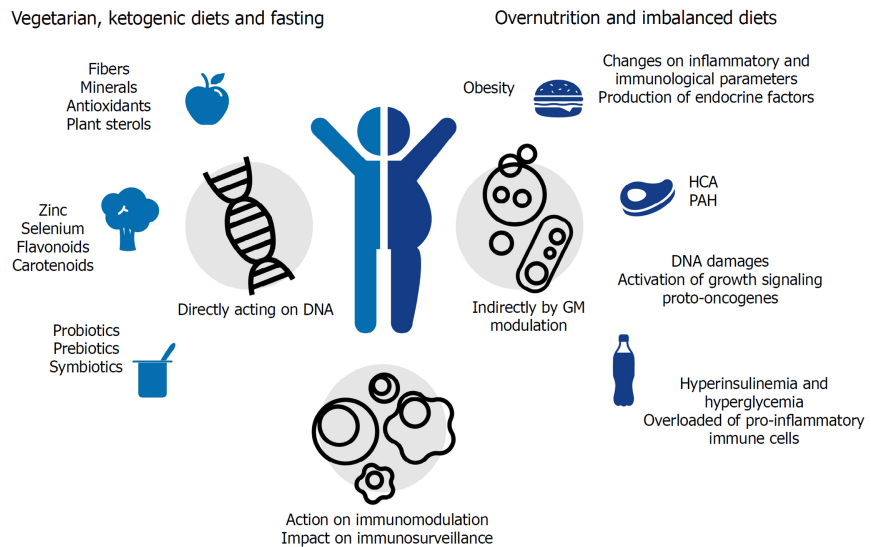 Vegetarian, ketogenic diets and fasting
Overnutrition and imbalanced diets
Fibers
Minerals
Antioxidants
Plant sterols
Obesity
Changes on inflammatory and
immunological parameters
Production of endocrine factors
Zinc
Selenium
Flavonoids
Carotenoids
HCA
PAH
Directly acting on DNA
Indirectly by GM
modulation
DNA damages
Activation of growth signaling
proto-oncogenes
Probiotics
Prebiotics
Symbiotics
Hyperinsulinemia and
hyperglycemia
Overloaded of pro-inflammatory
immune cells
Action on immunomodulation
Impact on immunosurveillance